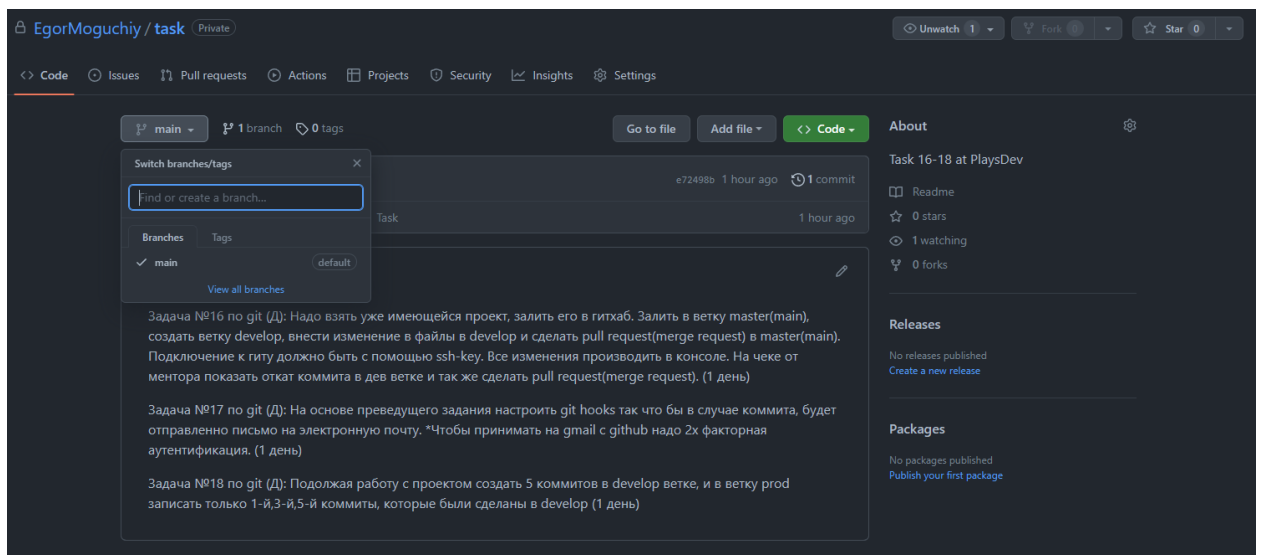 EgorMoguchiy / task Private
Unwatch 1
Fork 0
Star 0
Code
Issues
Pull requests
Actions
Projects
Security
Insights
Settings
main
1 branch
0 tags
Go to file
Add file
Code
Switch branches/tags
Find or create a branch...
Branches
Tags
main
default
View all branches
e72498b 1 hour ago 1 commit
Task
1 hour ago
Задача №16 по git (Д): Надо взять уже имеющейся проект, залить его в гитхаб. Залить в ветку master(main),
создать ветку develop, внести изменение в файлы в develop и сделать pull request(merge request) в master(main).
Подключение к гиту должно быть с помощью ssh-key. Все изменения производить в консоле. На чеке от
ментора показать откат коммита в дев ветке и так же сделать pull request(merge request). (1 день)
Задача №17 по git (Д): На основе преведущего задания настроить git hooks так что бы в случае коммита, будет
отправленно письмо на электронную почту. *Чтобы принимать на gmail с github надо 2х факторная
аутентификация. (1 день)
Задача №18 по git (Д): Подолжая работу с проектом создать 5 коммитов в develop ветке, и в ветку prod
записать только 1-й,3-й,5-й коммиты, которые были сделаны в develop (1 день)
About
Task 16-18 at PlaysDev
Readme
0 stars
1 watching
0 forks
Releases
No releases published
Create a new release
Packages
No packages published
Publish your first package